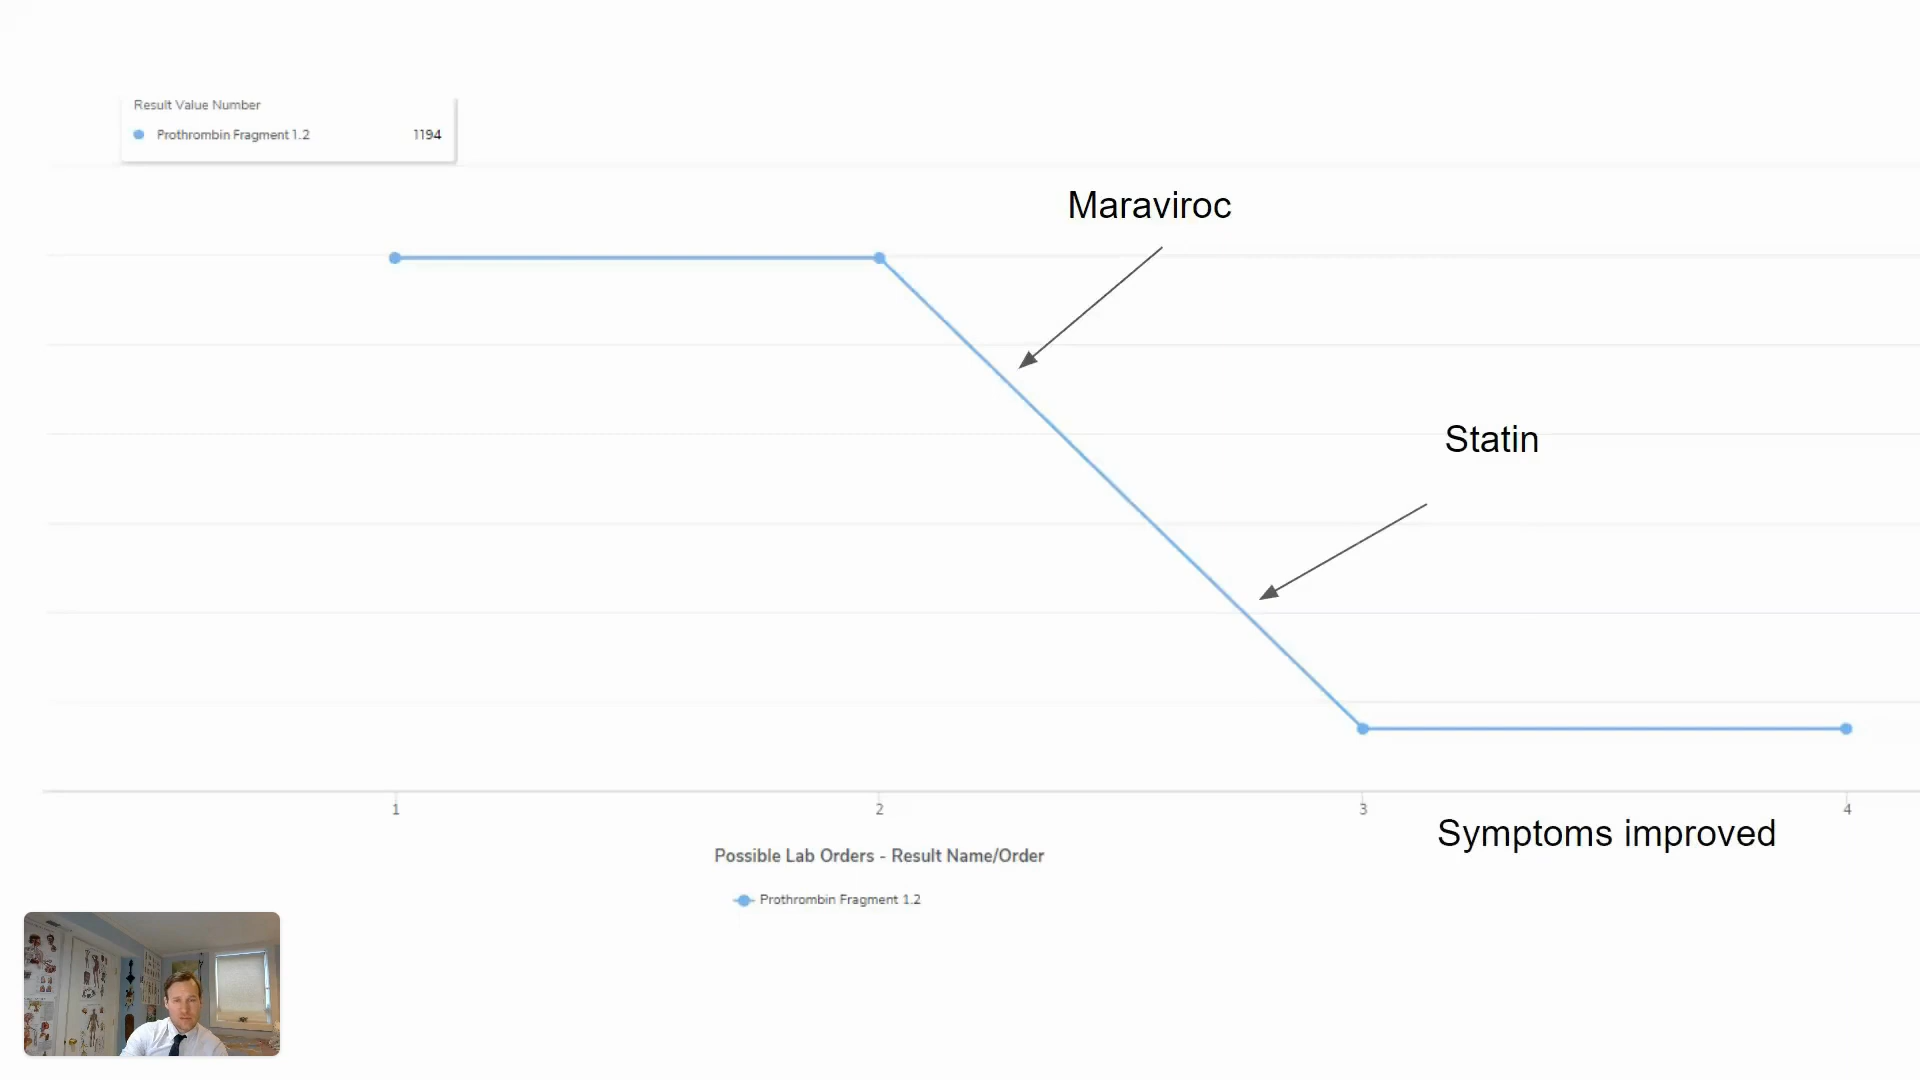 Result Value Number
Prothrombin Fragment 1.2 1194
Maraviroc
Statin
1 2 3 4
Symptoms improved
Possible Lab Orders - Result Name/Order
Prothrombin Fragment 1.2